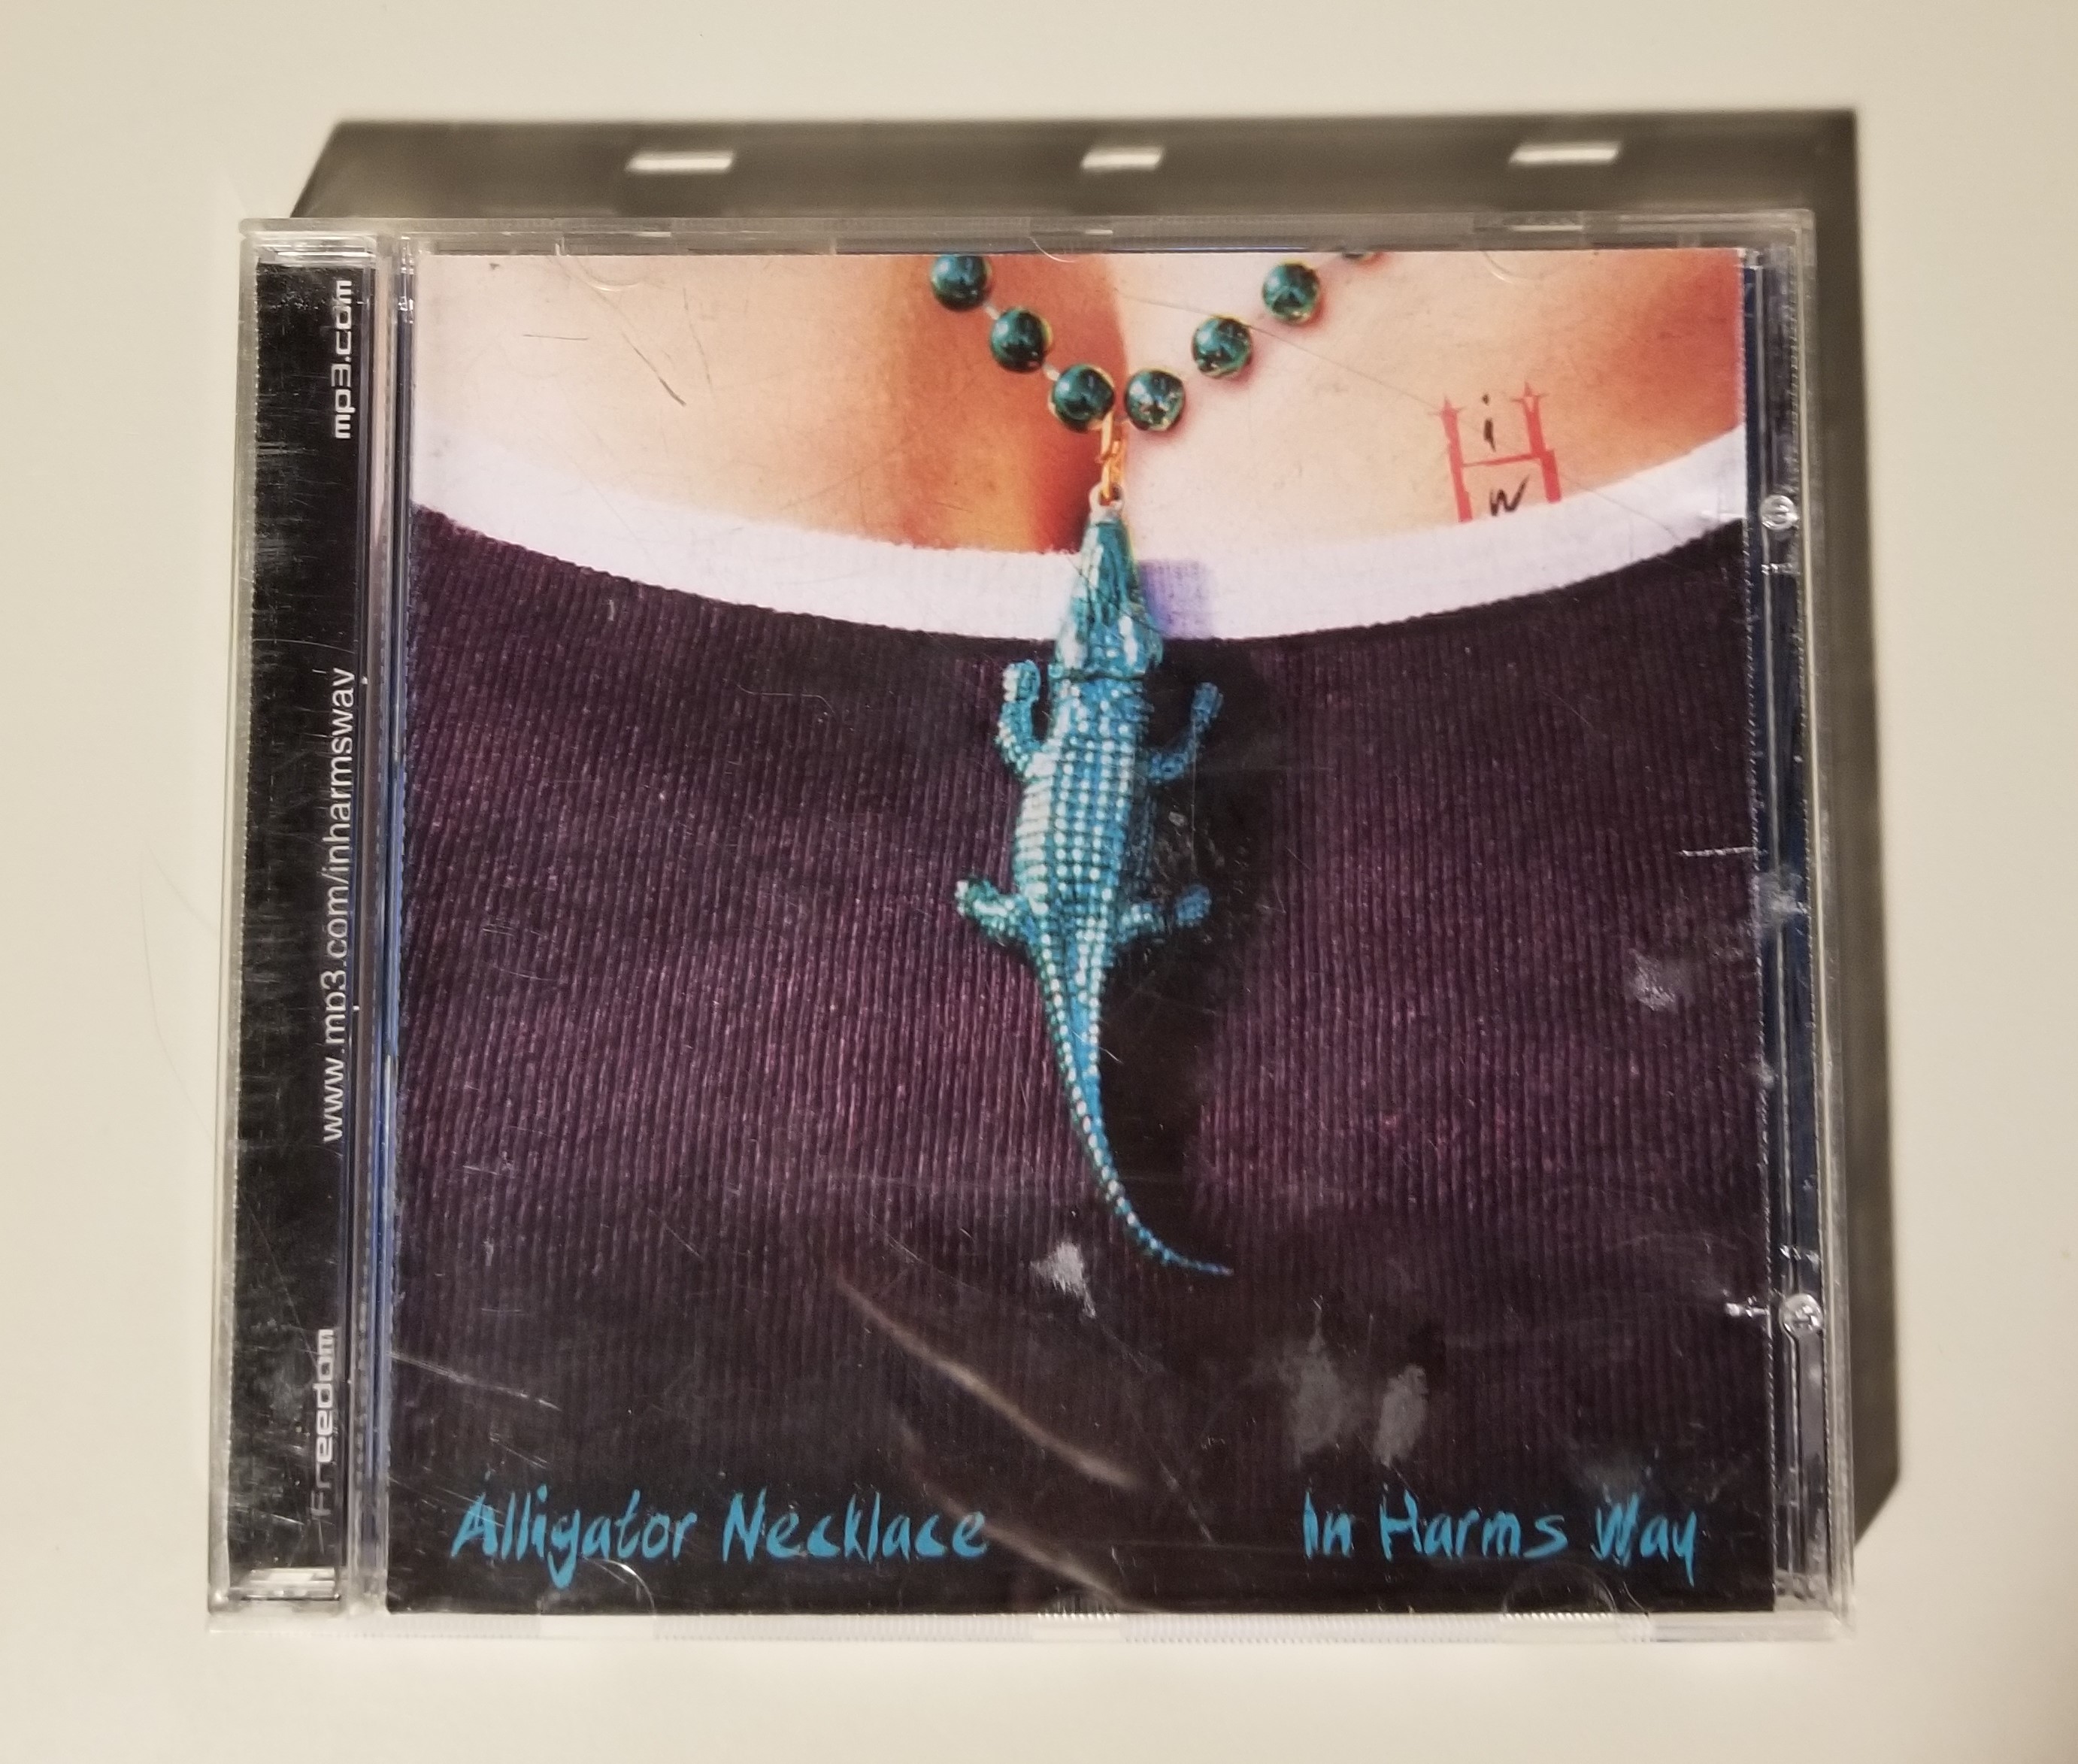 mp3.com
www.mp3.com/inharmsway
Freedom
i
H
w
Alligator Necklace
In Harms Way